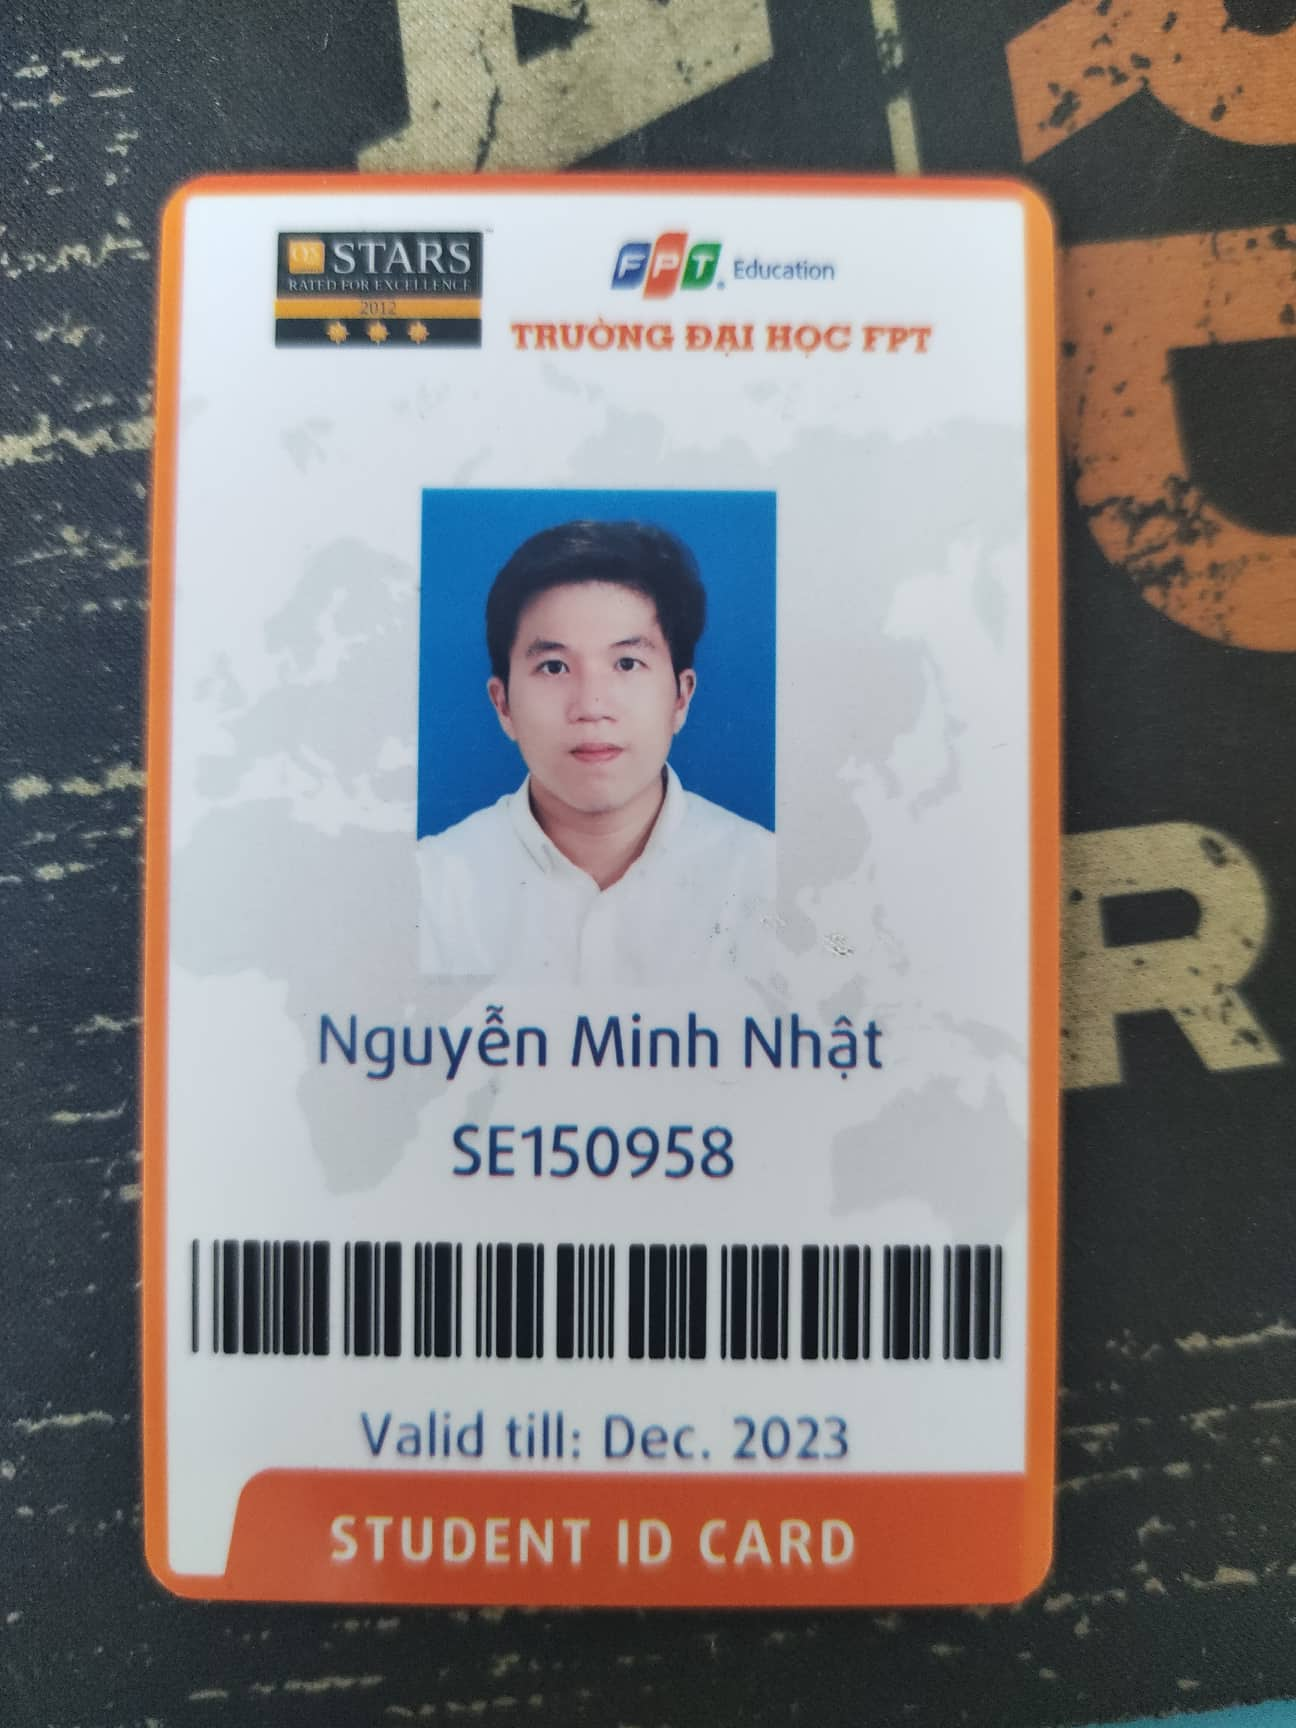 QS STARS
RATED FOR EXCELLENCE
2012
FPT Education
TRƯỜNG ĐẠI HỌC FPT
Nguyễn Minh Nhật
SE150958
Valid till: Dec. 2023
STUDENT ID CARD
R